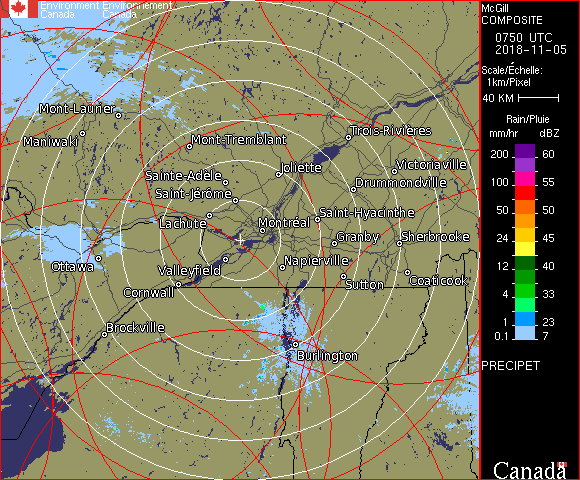 Environment Environnement
Canada Canada
McGill
COMPOSITE
0750 UTC
2018-11-05
Scale/Échelle:
1km/Pixel
40 KM
Rain/Pluie
mm/hr dBZ
200 60
100 55
50 50
24 45
12 40
4 33
1 23
0.1 7
PRECIPET
Canada
Mont-Laurier
Maniwaki
Mont-Tremblant
Trois-Rivières
Joliette
Victoriaville
Sainte-Adèle
Drummondville
Saint-Jérôme
Saint-Hyacinthe
Lachute
Montréal
Granby
Sherbrooke
Ottawa
Valleyfield
Napierville
Cornwall
Sutton
Coaticook
Brockville
Burlington